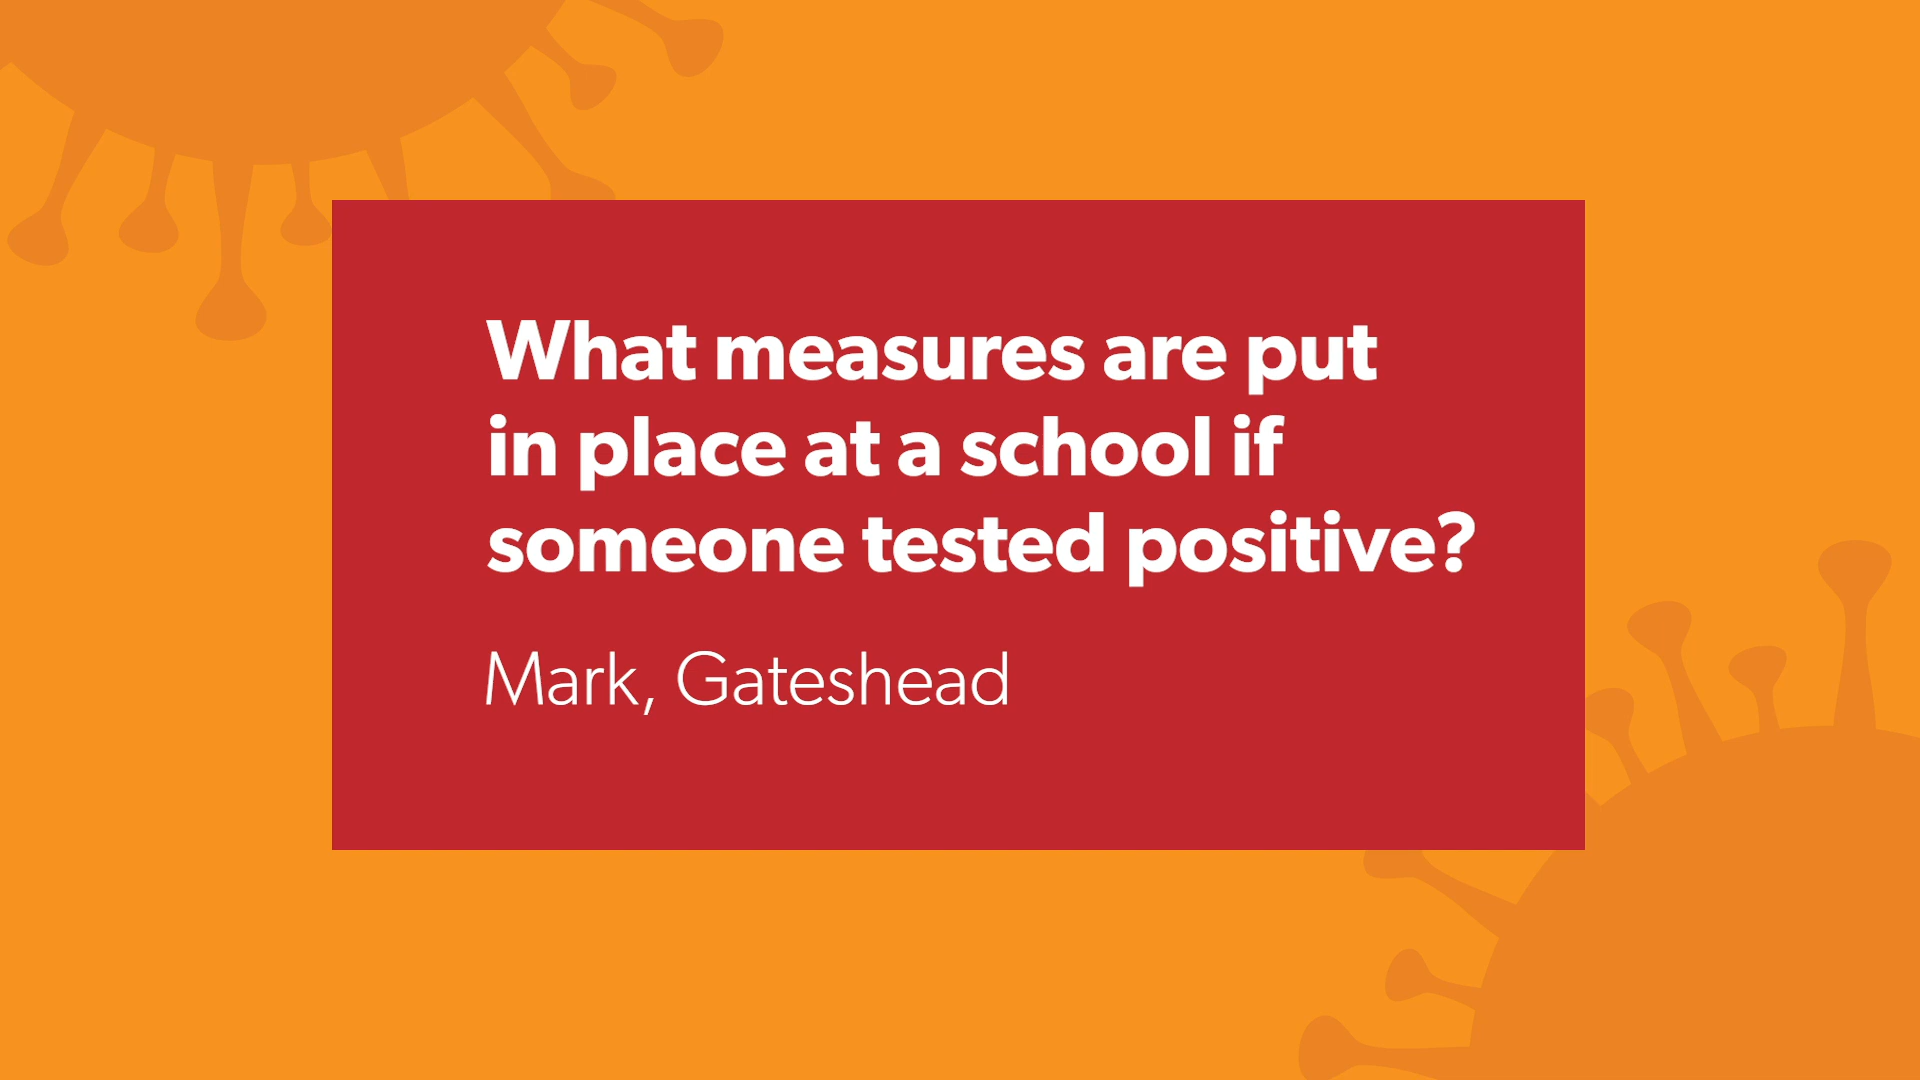 What measures are put
in place at a school if
someone tested positive?
Mark, Gateshead